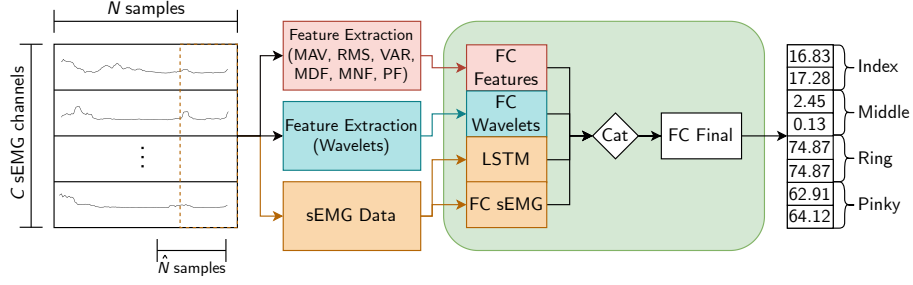 N samples
C sEMG channels
⋮
N̂ samples
Feature Extraction
(MAV, RMS, VAR,
MDF, MNF, PF)
Feature Extraction
(Wavelets)
sEMG Data
FC
Features
FC
Wavelets
LSTM
FC sEMG
Cat
FC Final
16.83
17.28
2.45
0.13
74.87
74.87
62.91
64.12
Index
Middle
Ring
Pinky